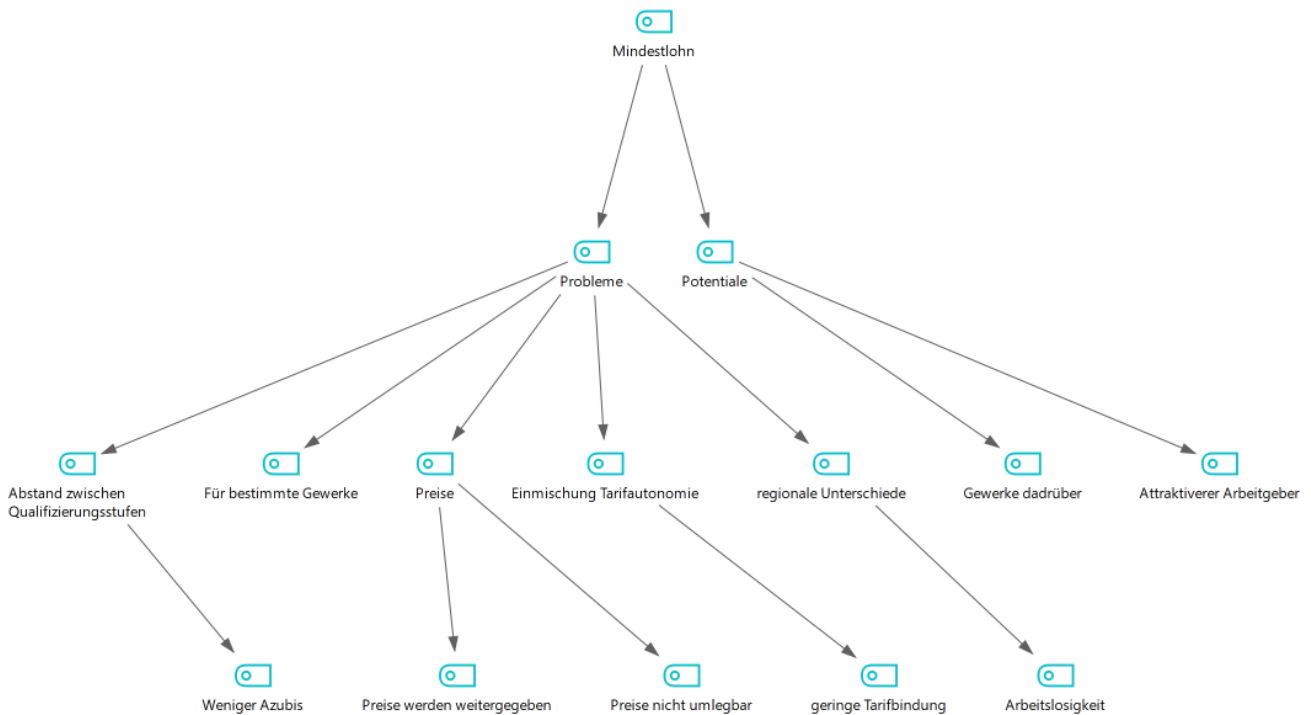 Mindestlohn
Probleme
Potentiale
Abstand zwischen
Qualifizierungsstufen
Für bestimmte Gewerke
Preise
Einmischung Tarifautonomie
regionale Unterschiede
Gewerke dadrüber
Attraktiverer Arbeitgeber
Weniger Azubis
Preise werden weitergegeben
Preise nicht umlegbar
geringe Tarifbindung
Arbeitslosigkeit